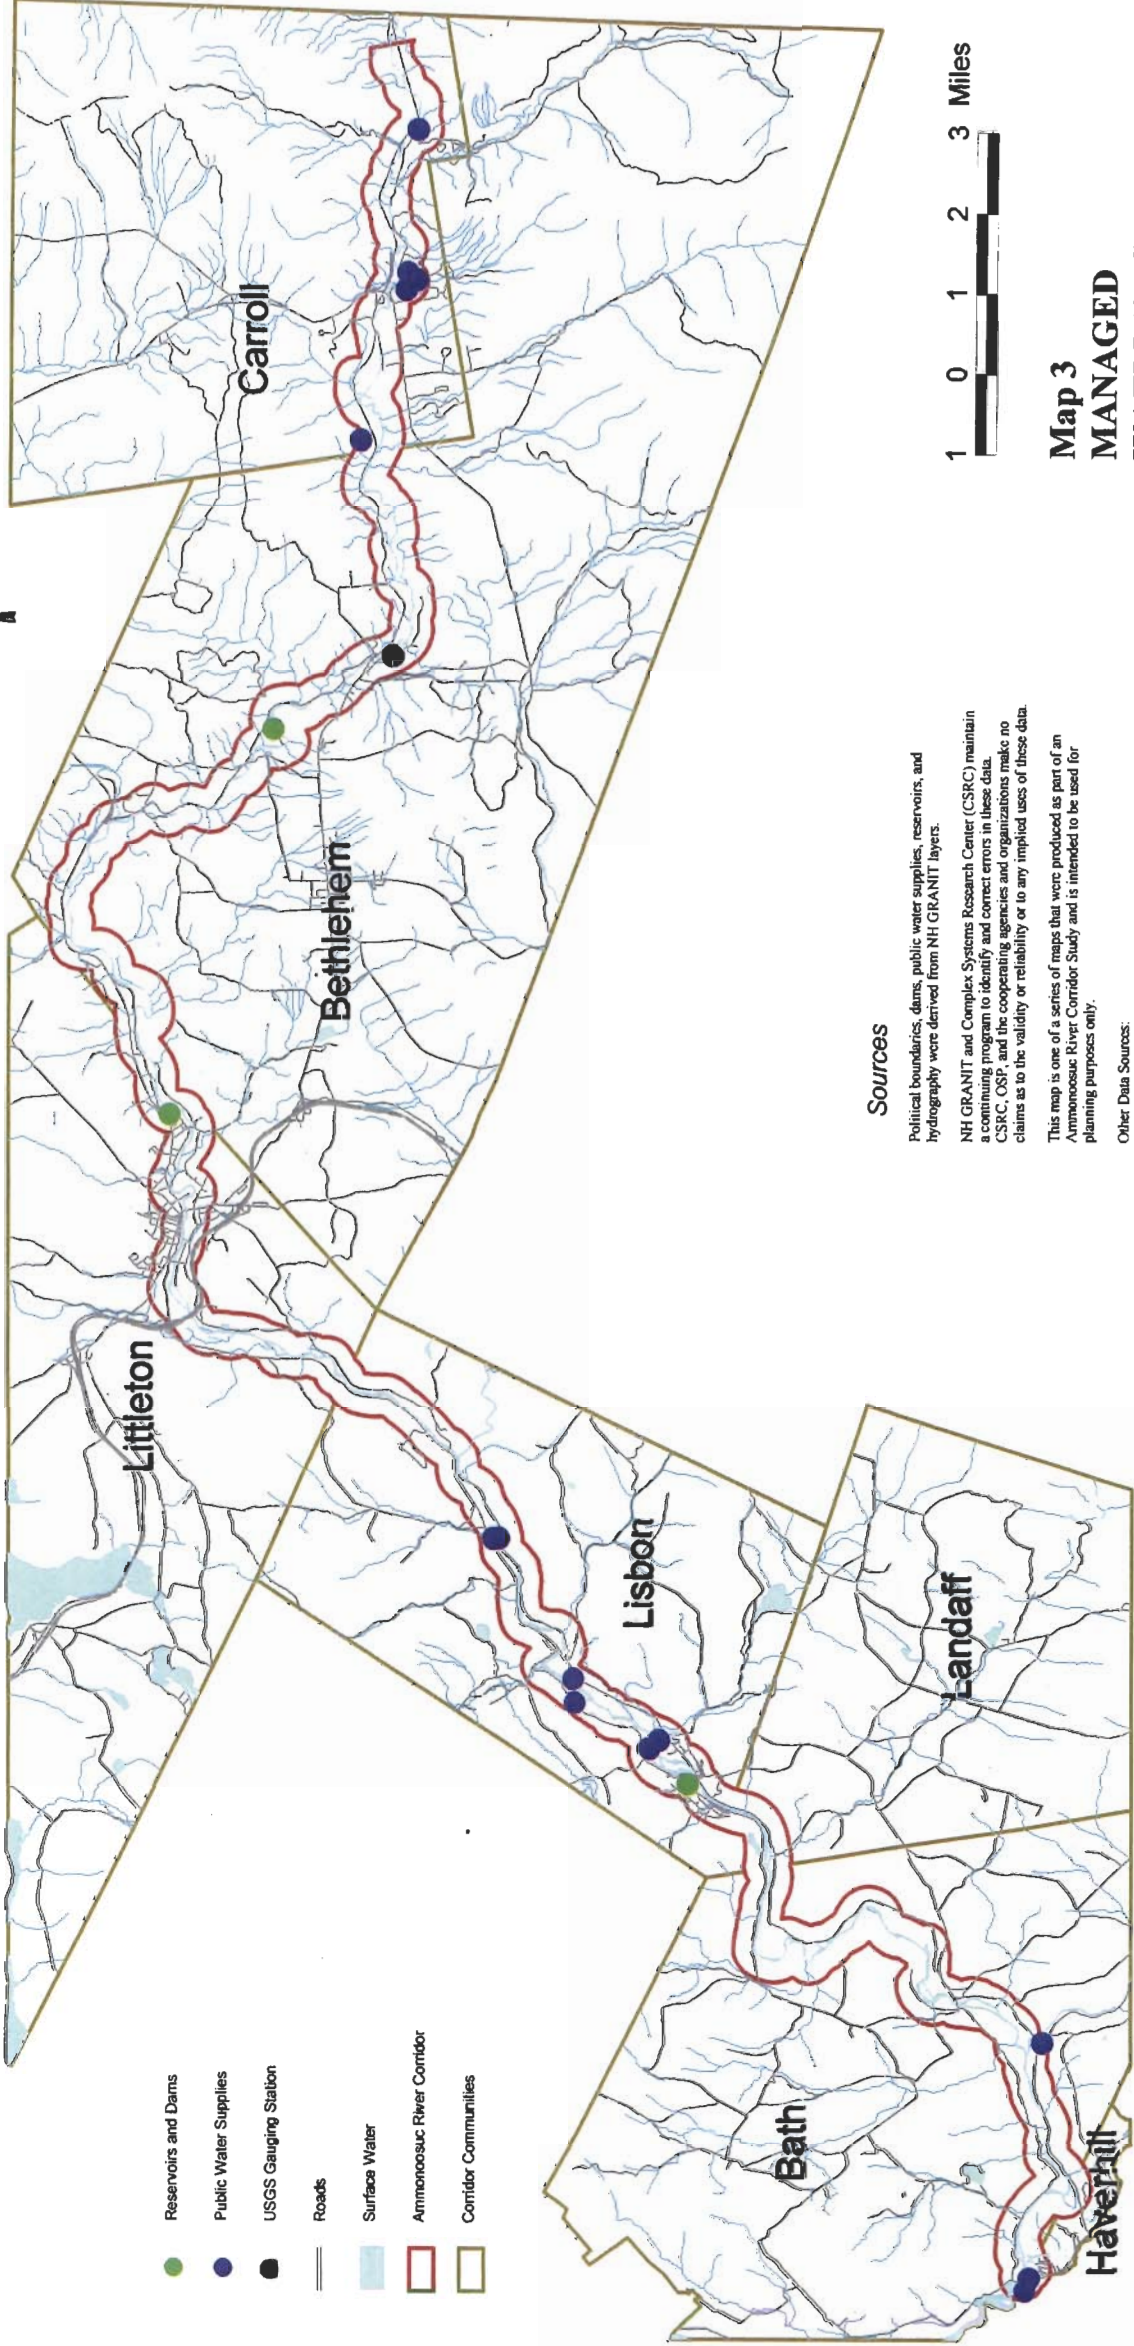 Reservoirs and Dams
Public Water Supplies
USGS Gauging Station
Roads
Surface Water
Ammonoosuc River Corridor
Corridor Communities
Littleton
Carroll
Bethlehem
Lisbon
Landaff
Bath
Haverhill
Sources
Political boundaries, dams, public water supplies, reservoirs, and
hydrography were derived from NH GRANIT layers.
NH GRANIT and Complex Systems Research Center (CSRC) maintain
a continuing program to identify and correct errors in these data.
CSRC, OSP, and the cooperating agencies and organizations make no
claims as to the validity or reliability or to any implied uses of these data.
This map is one of a series of maps that were produced as part of an
Ammonoosuc River Corridor Study and is intended to be used for
planning purposes only.
Other Data Sources:
1 0 1 2 3 Miles
Map 3
MANAGED